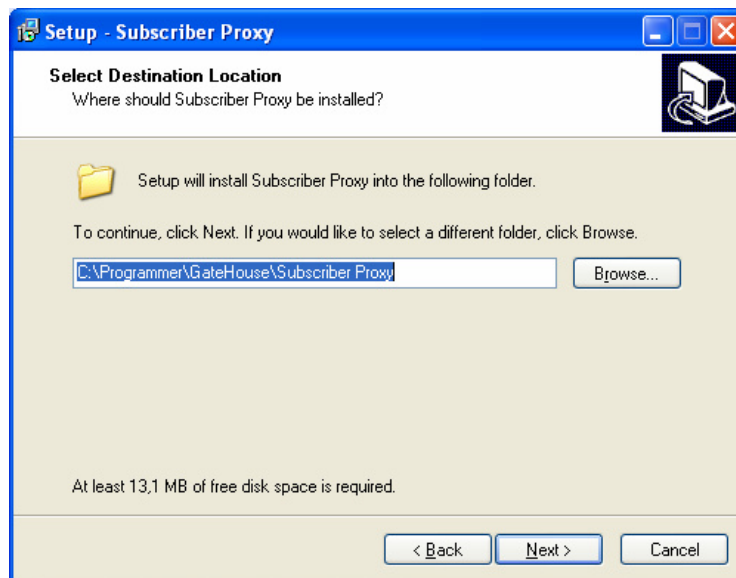 Setup - Subscriber Proxy
Select Destination Location
Where should Subscriber Proxy be installed?
Setup will install Subscriber Proxy into the following folder.
To continue, click Next. If you would like to select a different folder, click Browse.
C:\Programmer\GateHouse\Subscriber Proxy
Browse...
At least 13,1 MB of free disk space is required.
< Back
Next >
Cancel